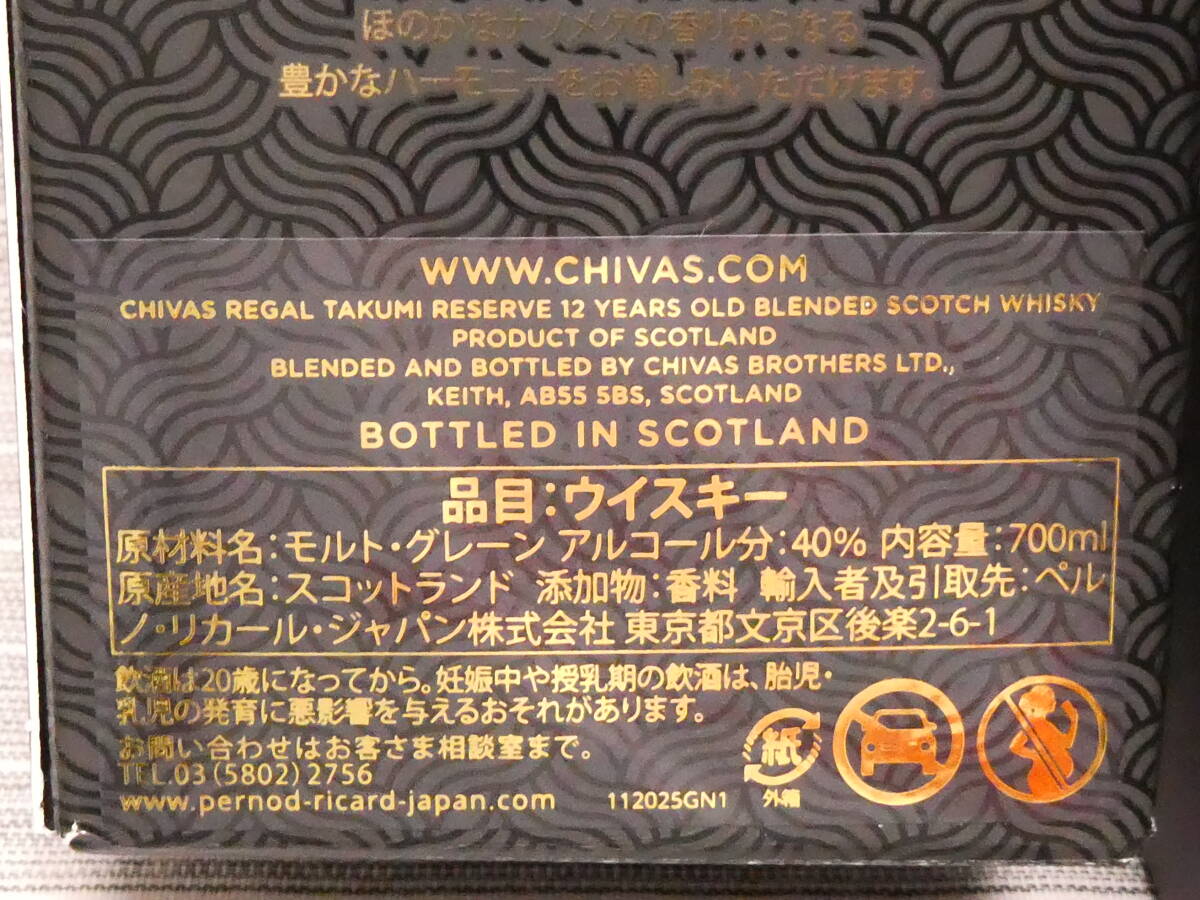 ほのかなナツメグの香りからなる
豊かなハーモニーをお愉しみいただけます。
WWW.CHIVAS.COM
CHIVAS REGAL TAKUMI RESERVE 12 YEARS OLD BLENDED SCOTCH WHISKY
PRODUCT OF SCOTLAND
BLENDED AND BOTTLED BY CHIVAS BROTHERS LTD.,
KEITH, AB55 5BS, SCOTLAND
BOTTLED IN SCOTLAND
品目：ウイスキー
原材料名：モルト・グレーン アルコール分：40% 内容量：700ml
原産地名：スコットランド 添加物：香料 輸入者及引取先：ペル
ノ・リカール・ジャパン株式会社 東京都文京区後楽2-6-1
飲酒は20歳になってから。妊娠中や授乳期の飲酒は、胎児・
乳児の発育に悪影響を与えるおそれがあります。
お問い合わせはお客さま相談室まで。
TEL.03（5802）2756
www.pernod-ricard-japan.com 112025GN1
紙
外箱